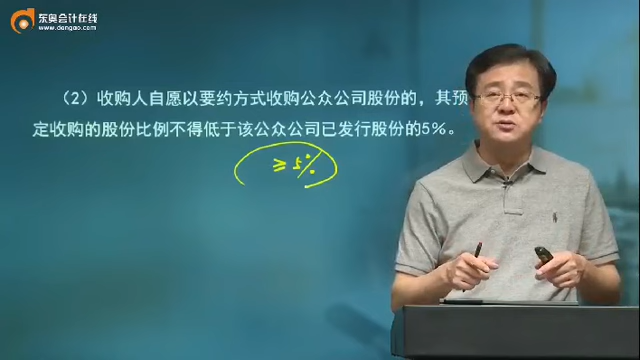 东奥会计在线
www.dongao.com
（2）收购人自愿以要约方式收购公众公司股份的，其预
定收购的股份比例不得低于该公众公司已发行股份的5%。
≥5%